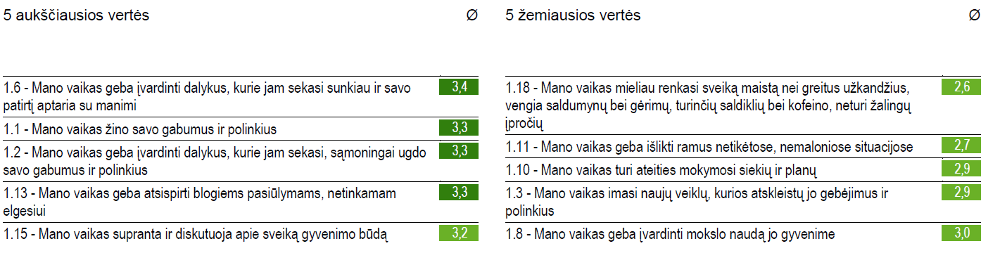 5 aukščiausios vertės Ø
1.6 - Mano vaikas geba įvardinti dalykus, kurie jam sekasi sunkiau ir savo 3,4
patirtį aptaria su manimi
1.1 - Mano vaikas žino savo gabumus ir polinkius 3,3
1.2 - Mano vaikas geba įvardinti dalykus, kurie jam sekasi, sąmoningai ugdo 3,3
savo gabumus ir polinkius
1.13 - Mano vaikas geba atsispirti blogiems pasiūlymams, netinkamam 3,3
elgesiui
1.15 - Mano vaikas supranta ir diskutuoja apie sveiką gyvenimo būdą 3,2
5 žemiausios vertės Ø
1.18 - Mano vaikas mieliau renkasi sveiką maistą nei greitus užkandžius, 2,6
vengia saldumynų bei gėrimų, turinčių saldiklių bei kofeino, neturi žalingų
įpročių
1.11 - Mano vaikas geba išlikti ramus netikėtose, nemaloniose situacijose 2,7
1.10 - Mano vaikas turi ateities mokymosi siekių ir planų 2,9
1.3 - Mano vaikas imasi naujų veiklų, kurios atskleistų jo gebėjimus ir 2,9
polinkius
1.8 - Mano vaikas geba įvardinti mokslo naudą jo gyvenime 3,0